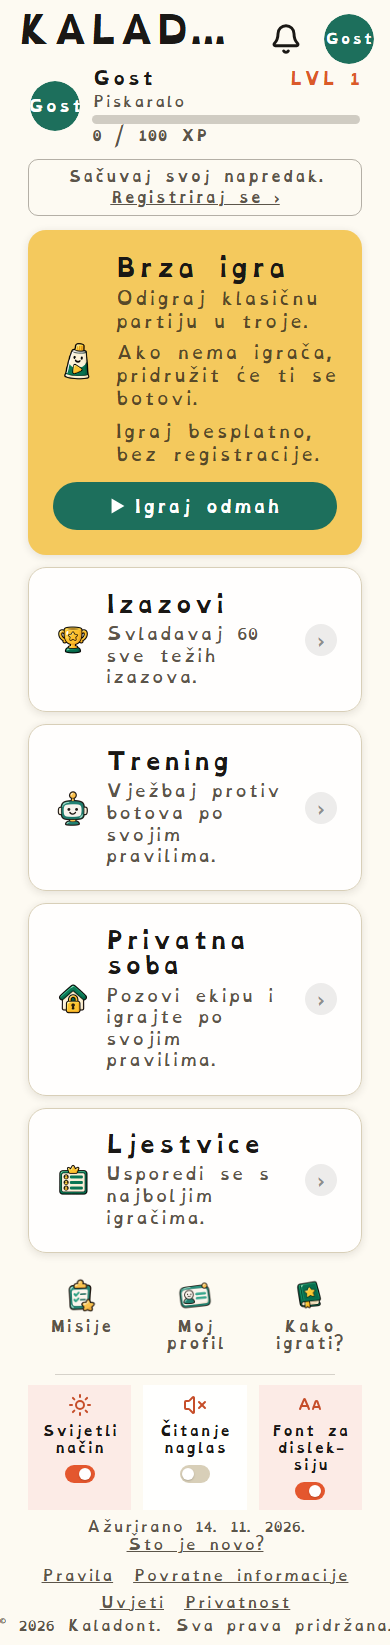 KALAD...
Gost
Gost
Gost
LVL 1
Piskaralo
0 / 100 XP
Sačuvaj svoj napredak.
Registriraj se ›
Brza igra
Odigraj klasičnu
partiju u troje.
Ako nema igrača,
pridružit će ti se
botovi.
Igraj besplatno,
bez registracije.
▶ Igraj odmah
Izazovi
Svladavaj 60
sve težih
izazova.
Trening
Vježbaj protiv
botova po
svojim
pravilima.
Privatna
soba
Pozovi ekipu i
igrajte po
svojim
pravilima.
Ljestvice
Usporedi se s
najboljim
igračima.
Misije
Moj
profil
Kako
igrati?
Svijetli
način
Čitanje
naglas
AA
Font za
dislek-
siju
Ažurirano 14. 11. 2026.
Što je novo?
Pravila Povratne informacije
Uvjeti Privatnost
© 2026 Kaladont. Sva prava pridržana.